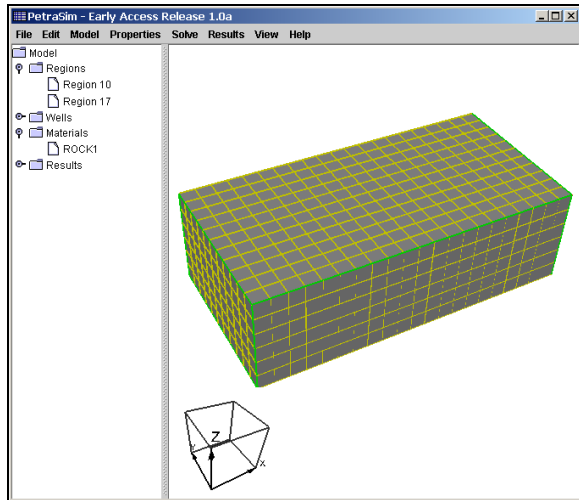 PetraSim - Early Access Release 1.0a
File Edit Model Properties Solve Results View Help
Model
Regions
Region 10
Region 17
Wells
Materials
ROCK1
Results
Z
Y
X